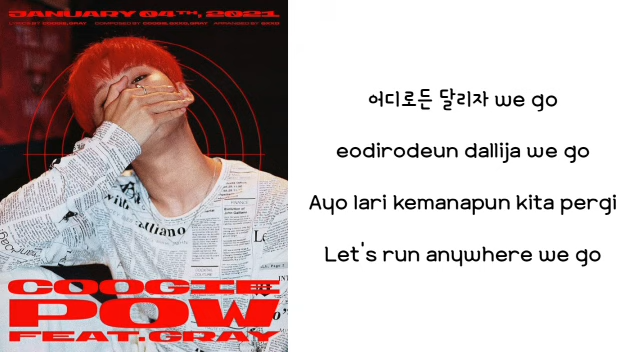 JANUARY 04TH, 2021
COOGIE
POW
FEAT.GRAY
어디로든 달리자 we go
eodirodeun dallija we go
Ayo lari kemanapun kita pergi
Let's run anywhere we go